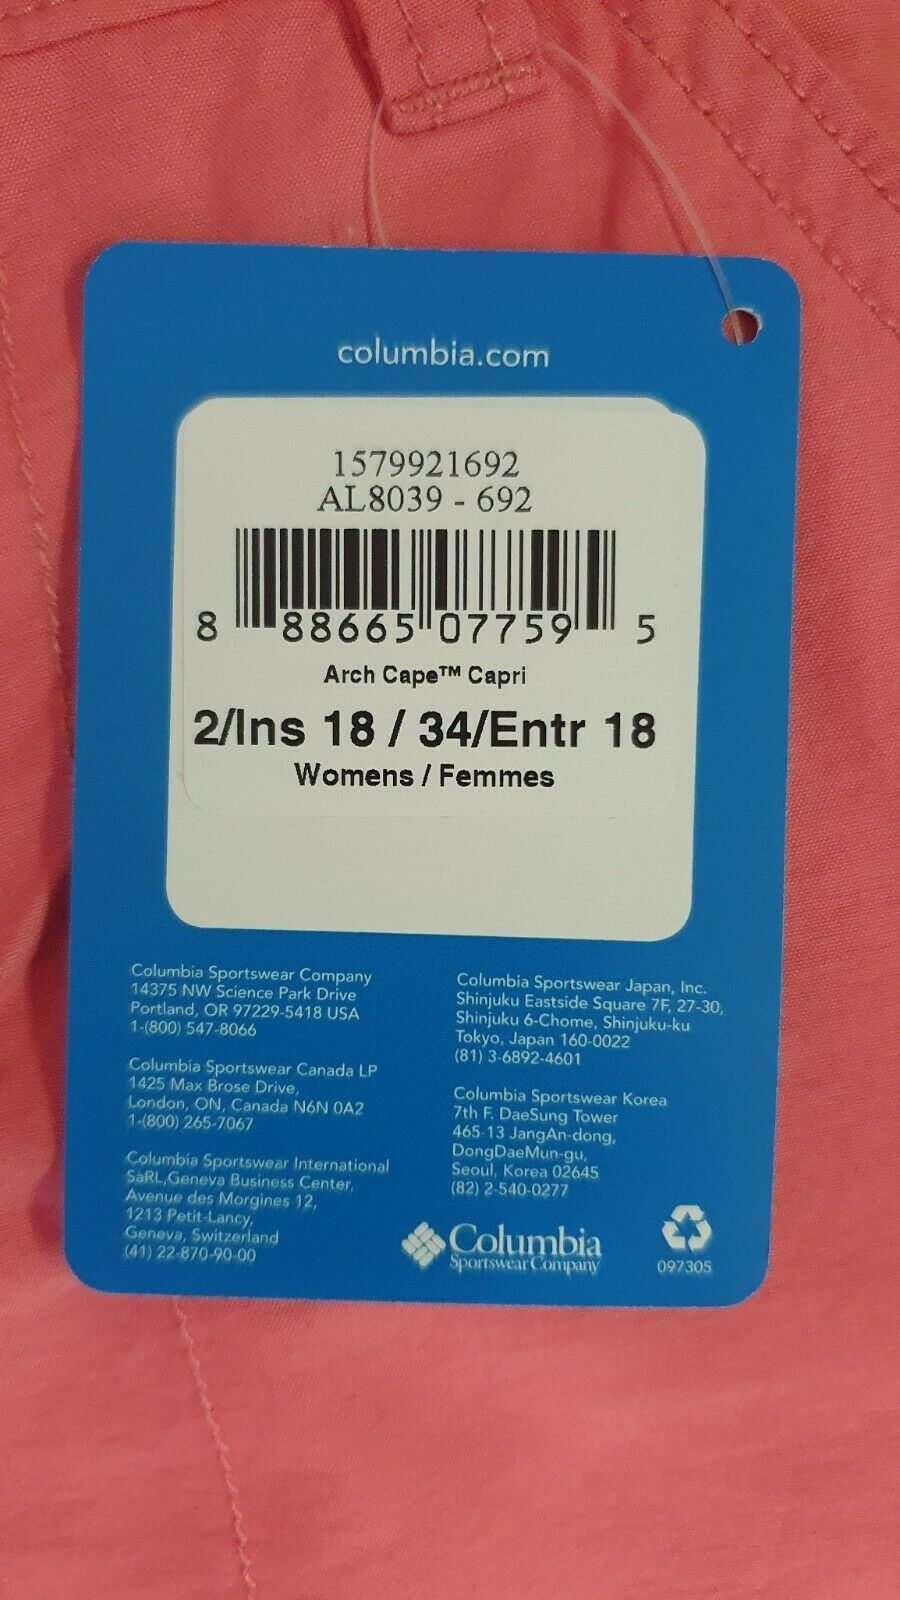 columbia.com
1579921692
AL8039 - 692
8 88665 07759 5
Arch Cape™ Capri
2/Ins 18 / 34/Entr 18
Womens / Femmes
Columbia Sportswear Company
14375 NW Science Park Drive
Portland, OR 97229-5418 USA
1-(800) 547-8066
Columbia Sportswear Canada LP
1425 Max Brose Drive,
London, ON, Canada N6N 0A2
1-(800) 265-7067
Columbia Sportswear International
SàRL,Geneva Business Center,
Avenue des Morgines 12,
1213 Petit-Lancy,
Geneva, Switzerland
(41) 22-870-90-00
Columbia Sportswear Japan, Inc.
Shinjuku Eastside Square 7F, 27-30,
Shinjuku 6-Chome, Shinjuku-ku
Tokyo, Japan 160-0022
(81) 3-6892-4601
Columbia Sportswear Korea
7th F. DaeSung Tower
465-13 JangAn-dong,
DongDaeMun-gu,
Seoul, Korea 02645
(82) 2-540-0277
Columbia
Sportswear Company
097305